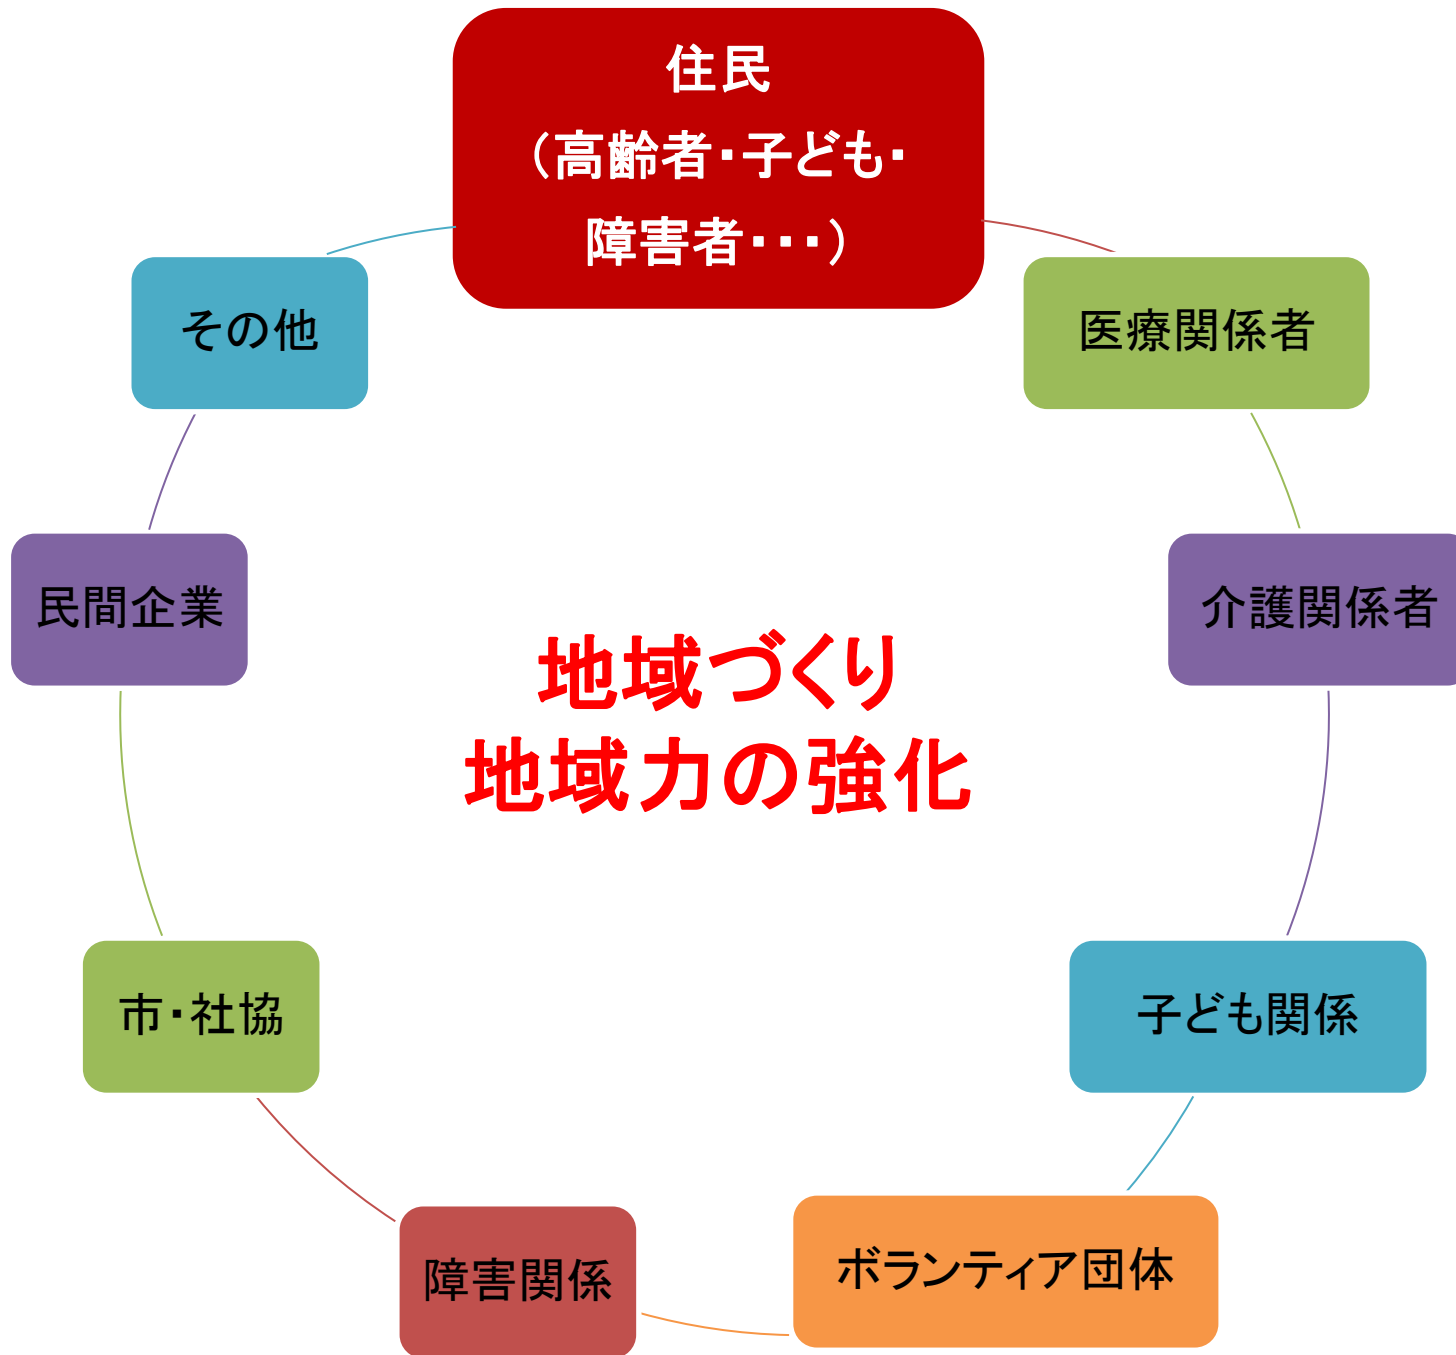 住民
（高齢者・子ども・
障害者・・・）
医療関係者
介護関係者
子ども関係
ボランティア団体
障害関係
市・社協
民間企業
その他
地域づくり
地域力の強化